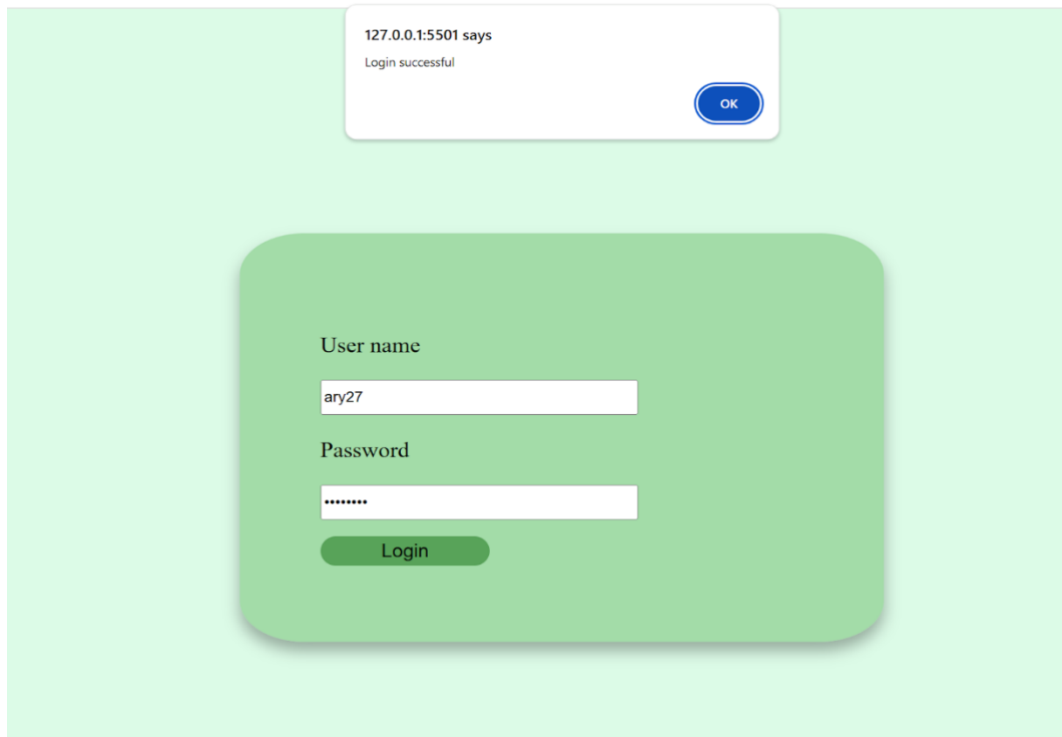 127.0.0.1:5501 says
Login successful
OK
User name
ary27
Password
••••••••
Login